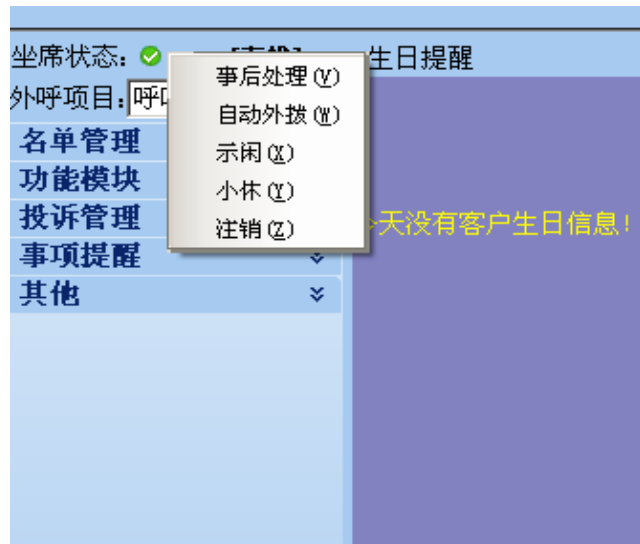 坐席状态:
生日提醒
外呼项目:
事后处理(V)
自动外拨(W)
示闲(X)
小休(Y)
注销(Z)
名单管理
功能模块
投诉管理
事项提醒
其他
天没有客户生日信息!